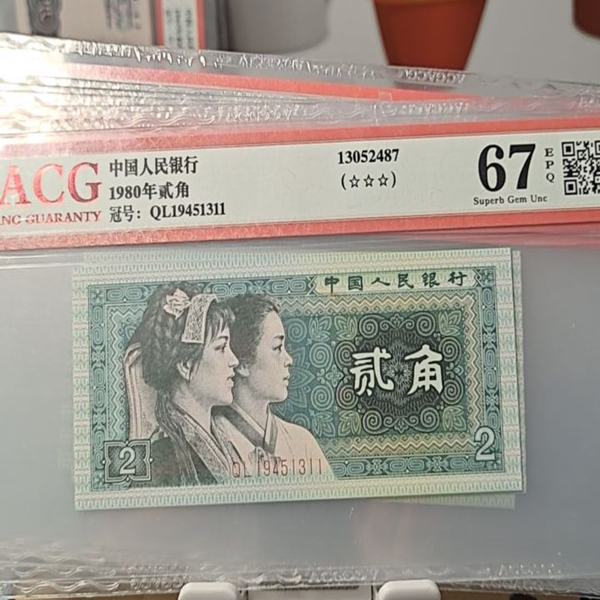 ACG
NC GUARANTY
中国人民银行
1980年贰角
冠号: QL19451311
13052487
(☆☆☆)
67
EPQ
Superb Gem Unc
中国人民银行
贰角
2
QL19451311
2